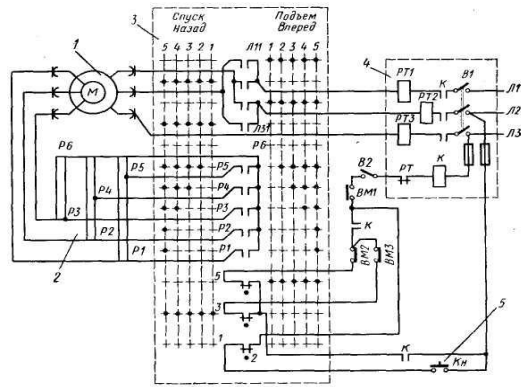 3
Спуск
Назад
Подъем
Вперед
5 4 3 2 1
Л11
1 2 3 4 5
4
1
М
РТ1
К
В1
Л1
РТ2
Л2
РТ3
Л3
Л31
Р6
Р6
Р5
Р5
В2
РТ
К
Р4
Р4
ВМ1
Р3
Р3
К
Р2
Р2
2
Р1
Р1
ВМ2
ВМ3
5
3
1
2
К
5
Кн